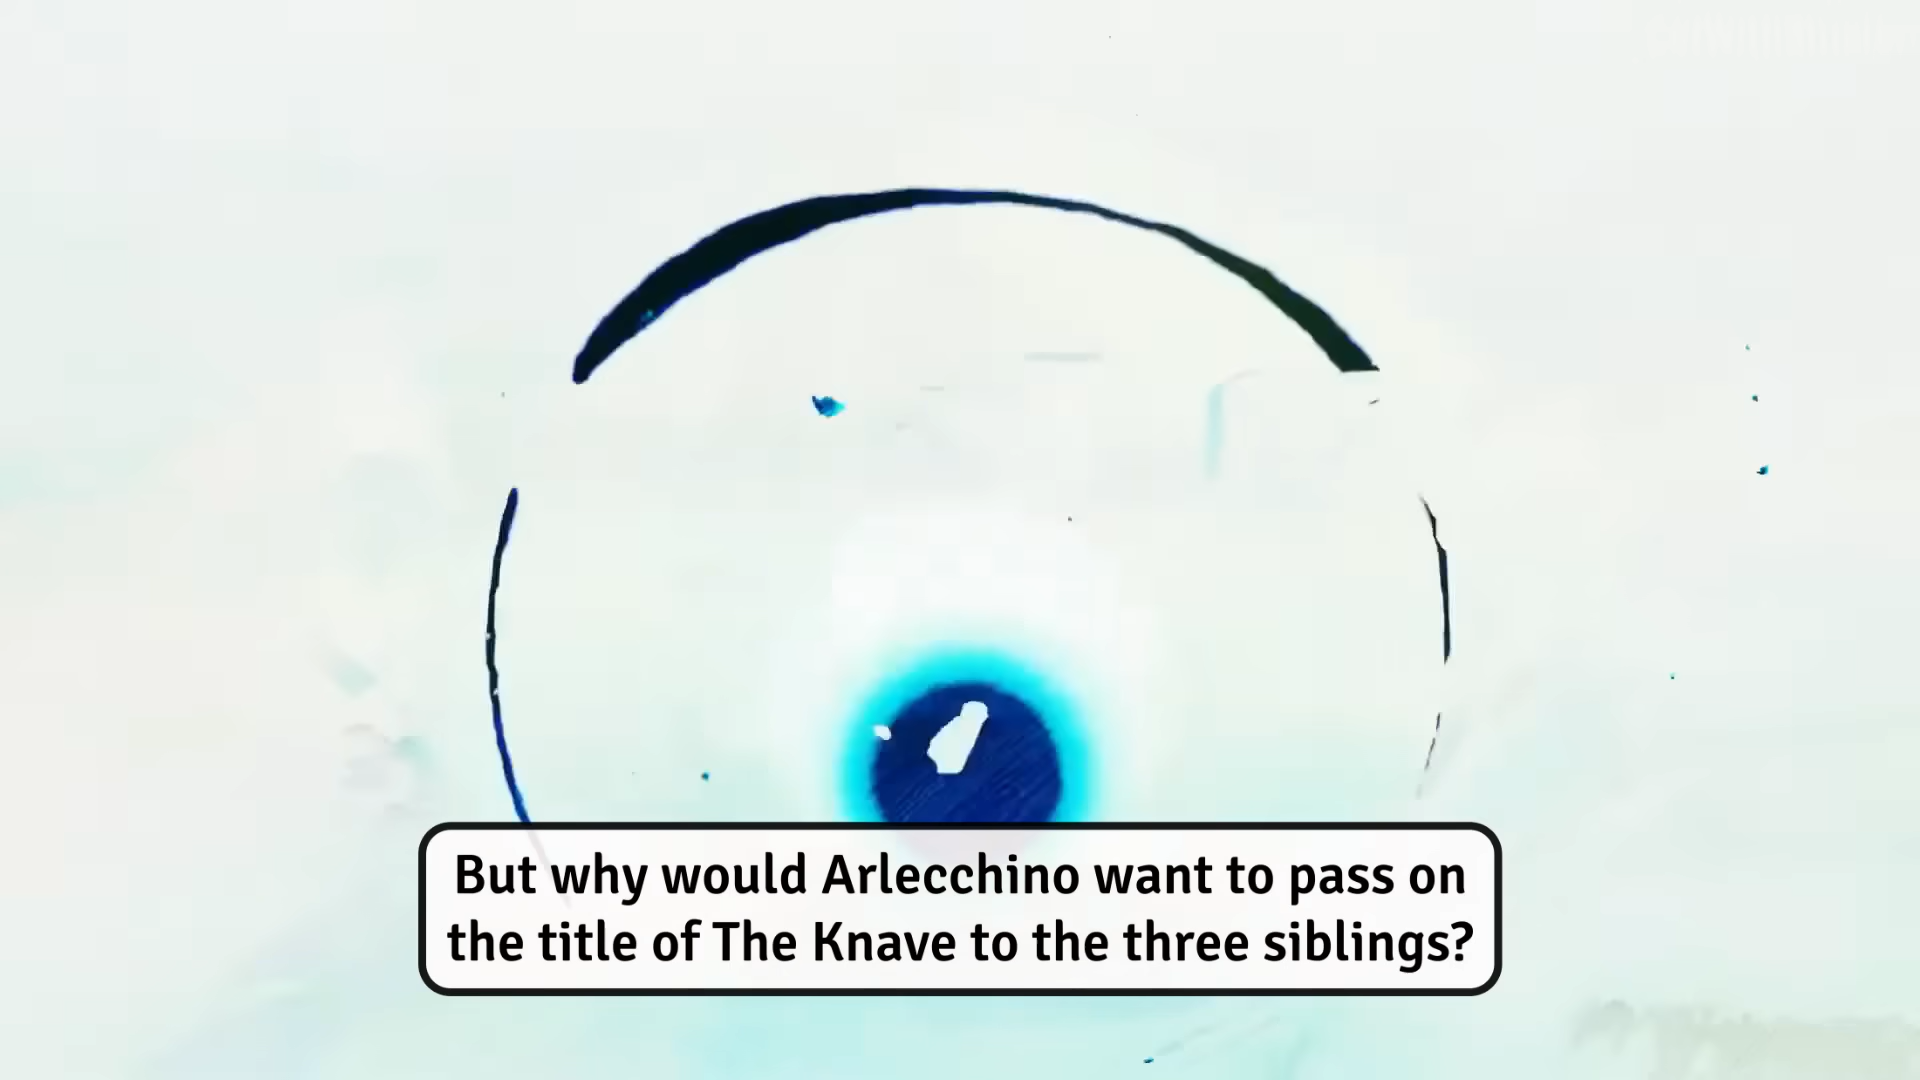 But why would Arlecchino want to pass on
the title of The Knave to the three siblings?